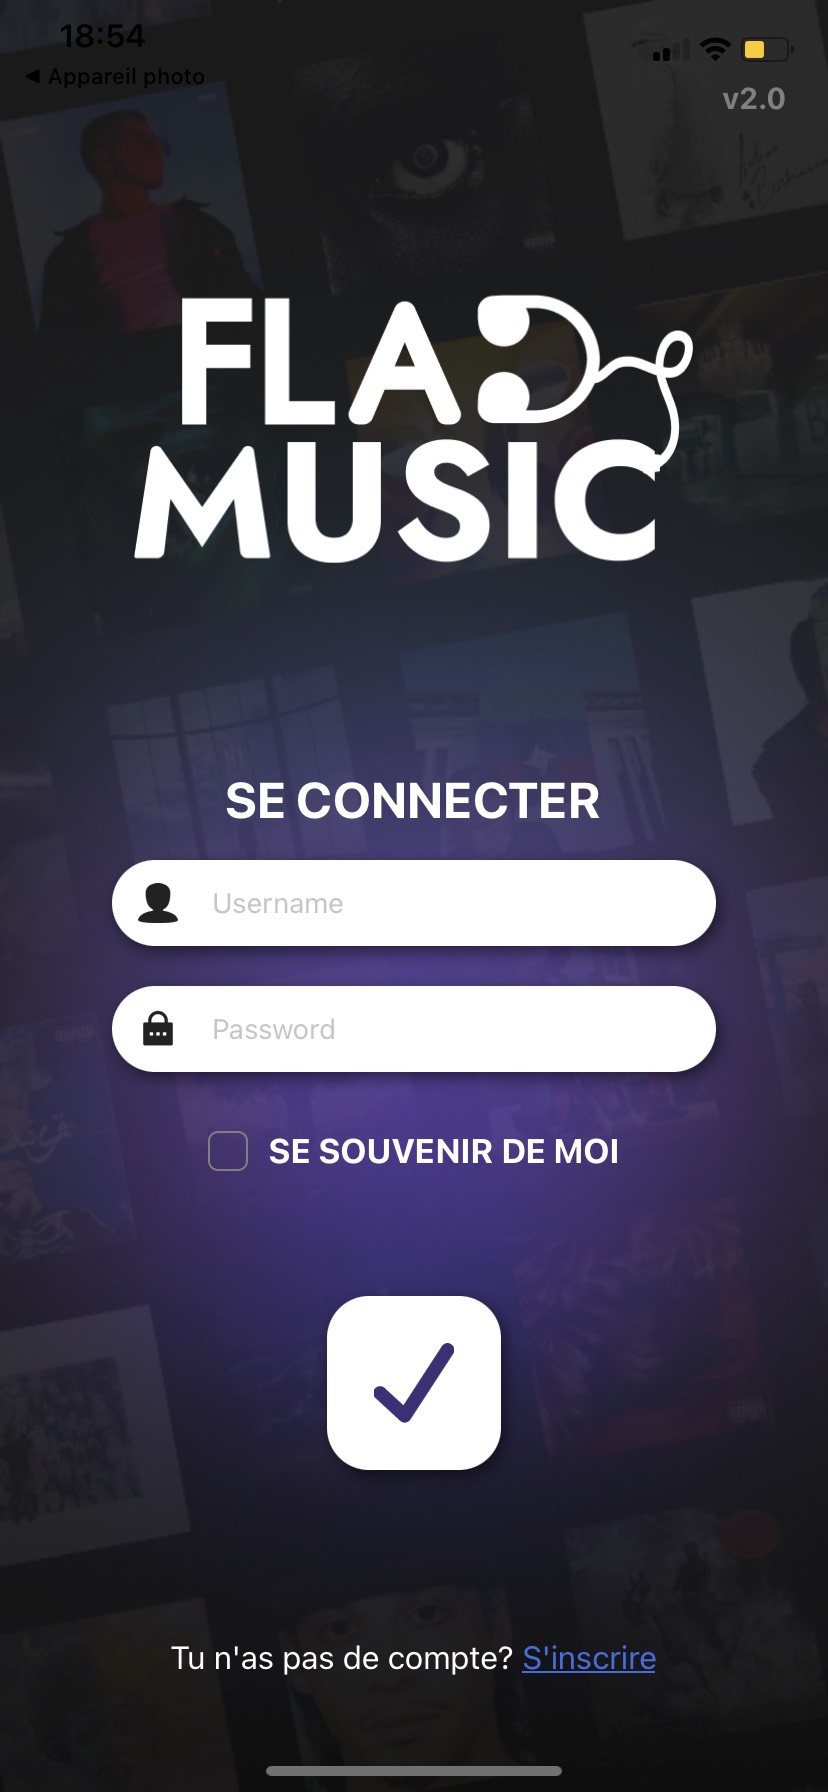 18:54
◀ Appareil photo
v2.0
FLAD
MUSIC
SE CONNECTER
Username
Password
SE SOUVENIR DE MOI
Tu n'as pas de compte? S'inscrire